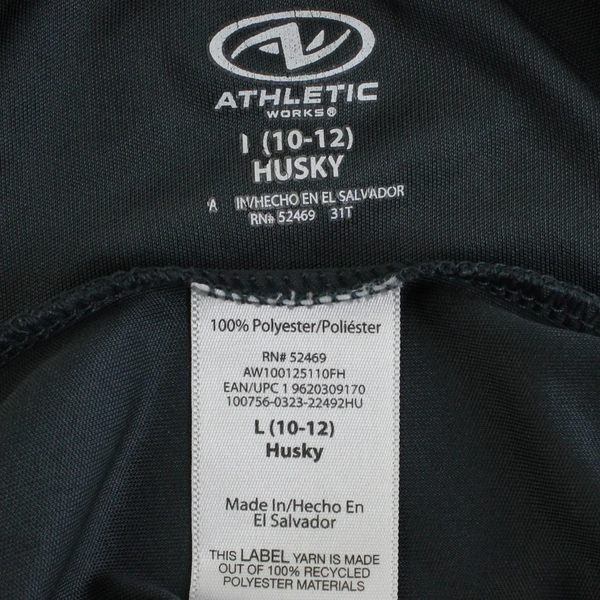 ATHLETIC
WORKS®
(10-12)
HUSKY
IN/HECHO EN EL SALVADOR
RN# 52469 31T
100% Polyester/Poliéster
RN# 52469
AW100125110FH
EAN/UPC 1 9620309170
100756-0323-22492HU
L (10-12)
Husky
Made In/Hecho En
El Salvador
THIS LABEL YARN IS MADE
OUT OF 100% RECYCLED
POLYESTER MATERIALS